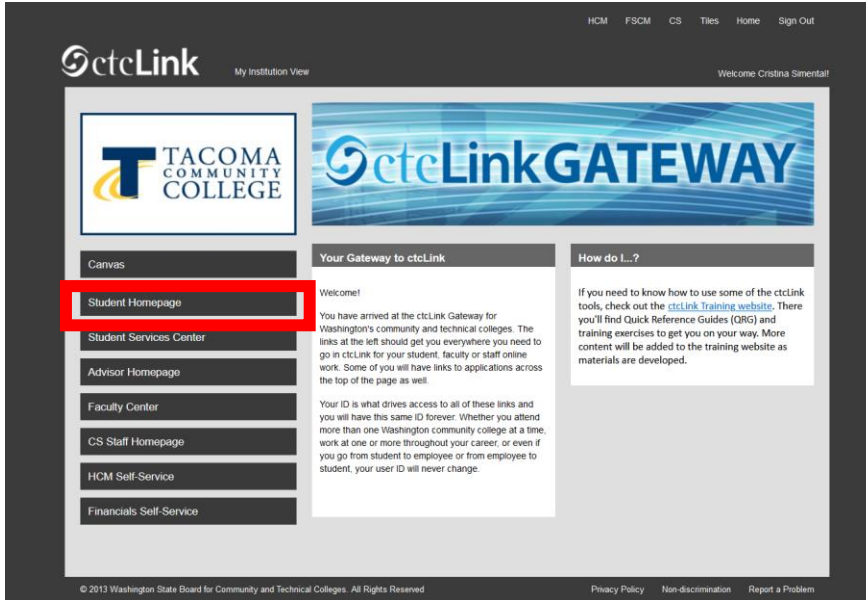 HCM FSCM CS Tiles Home Sign Out
ctcLink My Institution View Welcome Cristina Simental!
TACOMA
COMMUNITY
COLLEGE
ctcLinkGATEWAY
Canvas
Student Homepage
Student Services Center
Advisor Homepage
Faculty Center
CS Staff Homepage
HCM Self-Service
Financials Self-Service
Your Gateway to ctcLink
Welcome!
You have arrived at the ctcLink Gateway for
Washington's community and technical colleges. The
links at the left should get you everywhere you need to
go in ctcLink for your student, faculty or staff online
work. Some of you will have links to applications across
the top of the page as well.
Your ID is what drives access to all of these links and
you will have this same ID forever. Whether you attend
more than one Washington community college at a time,
work at one or more throughout your career, or even if
you go from student to employee or from employee to
student, your user ID will never change.
How do I...?
If you need to know how to use some of the ctcLink
tools, check out the ctcLink Training website. There
you'll find Quick Reference Guides (QRG) and
training exercises to get you on your way. More
content will be added to the training website as
materials are developed.
© 2013 Washington State Board for Community and Technical Colleges. All Rights Reserved Privacy Policy Non-discrimination Report a Problem